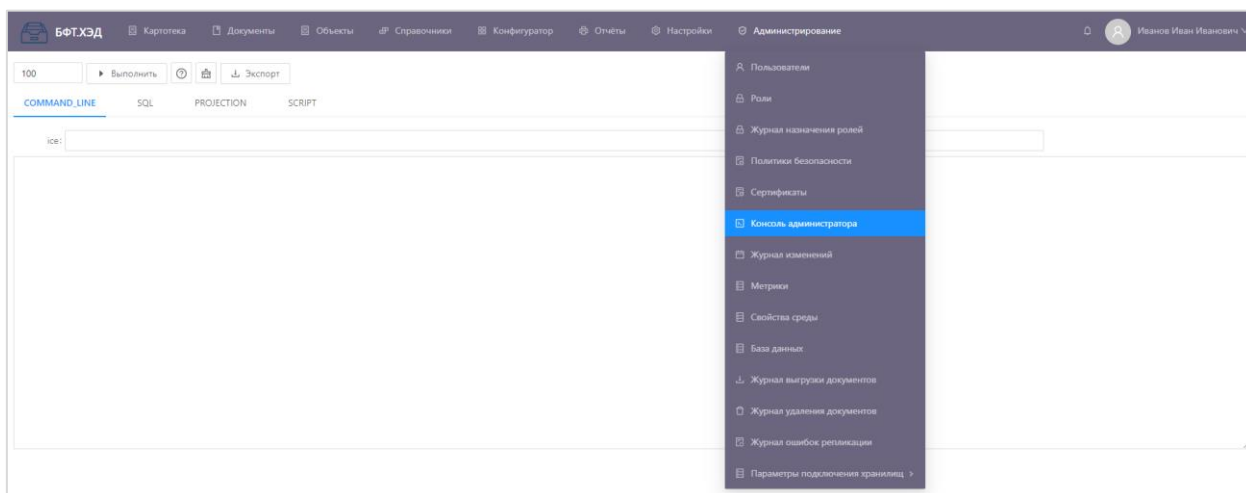 БФТ.ХЭД Картотека Документы Объекты Справочники Конфигуратор Отчёты Настройки Администрирование Иванов Иван Иванович
100 Выполнить Экспорт
COMMAND_LINE SQL PROJECTION SCRIPT
ice:
Пользователи
Роли
Журнал назначения ролей
Политики безопасности
Сертификаты
Консоль администратора
Журнал изменений
Метрики
Свойства среды
База данных
Журнал выгрузки документов
Журнал удаления документов
Журнал ошибок репликации
Параметры подключения хранилищ >